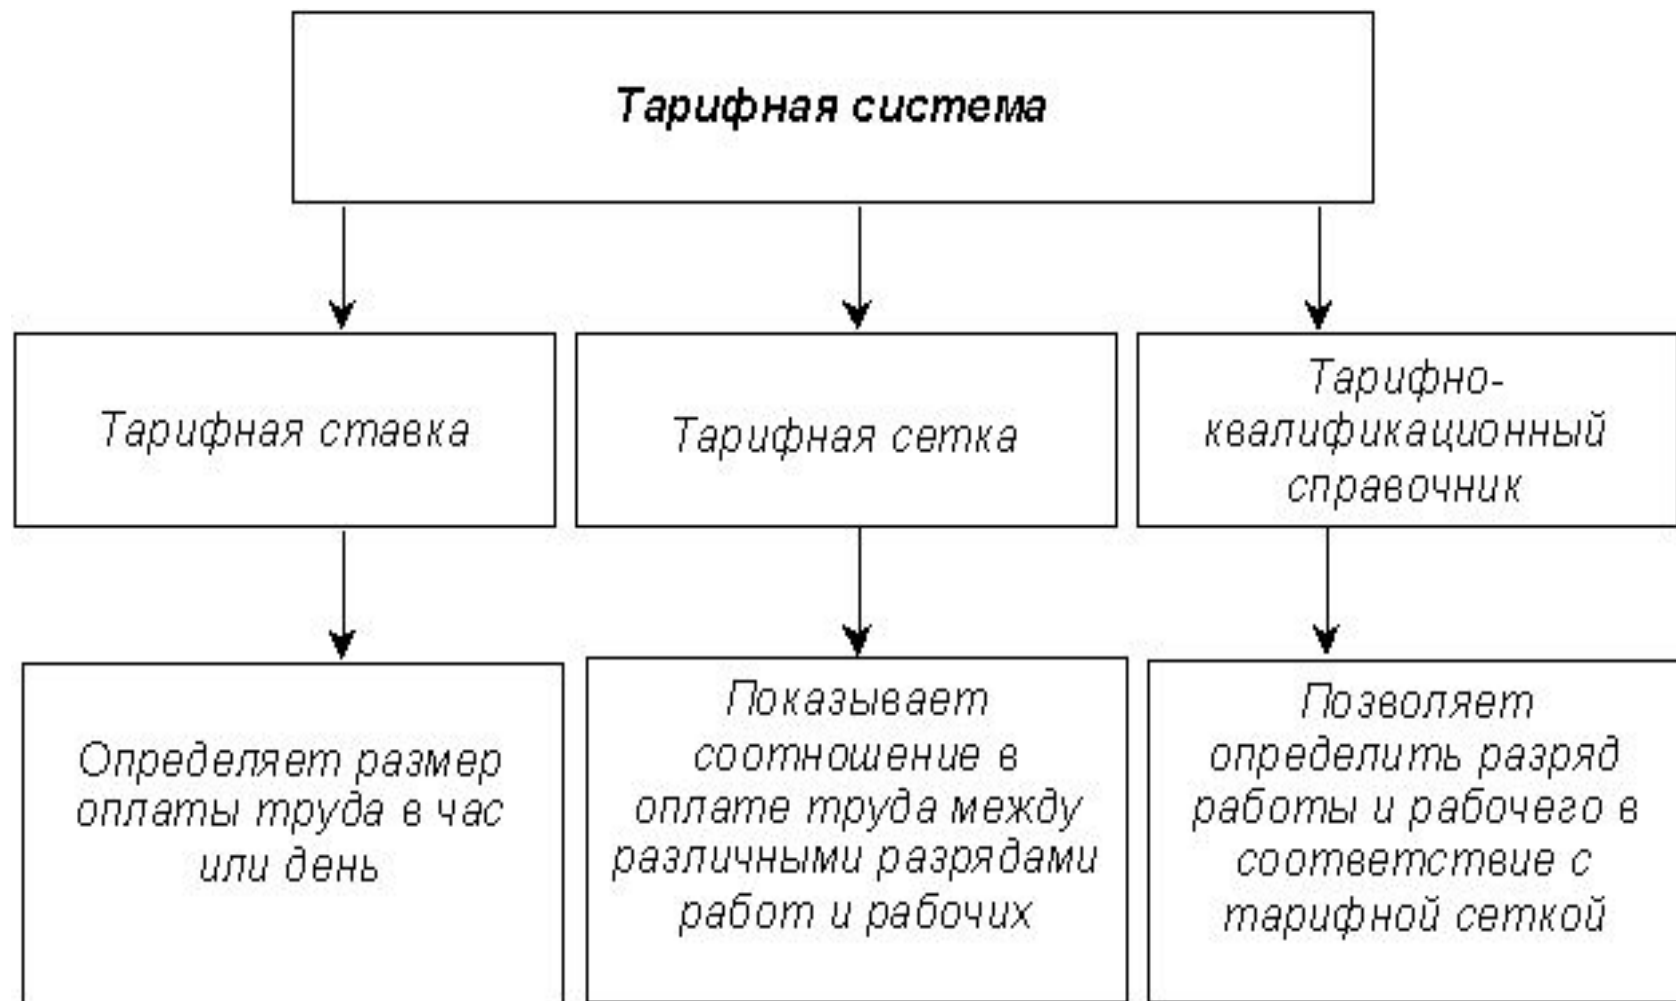 Тарифная система
Тарифная ставка
Тарифная сетка
Тарифно-
квалификационный
справочник
Определяет размер
оплаты труда в час
или день
Показывает
соотношение в
оплате труда между
различными разрядами
работ и рабочих
Позволяет
определить разряд
работы и рабочего в
соответствие с
тарифной сеткой